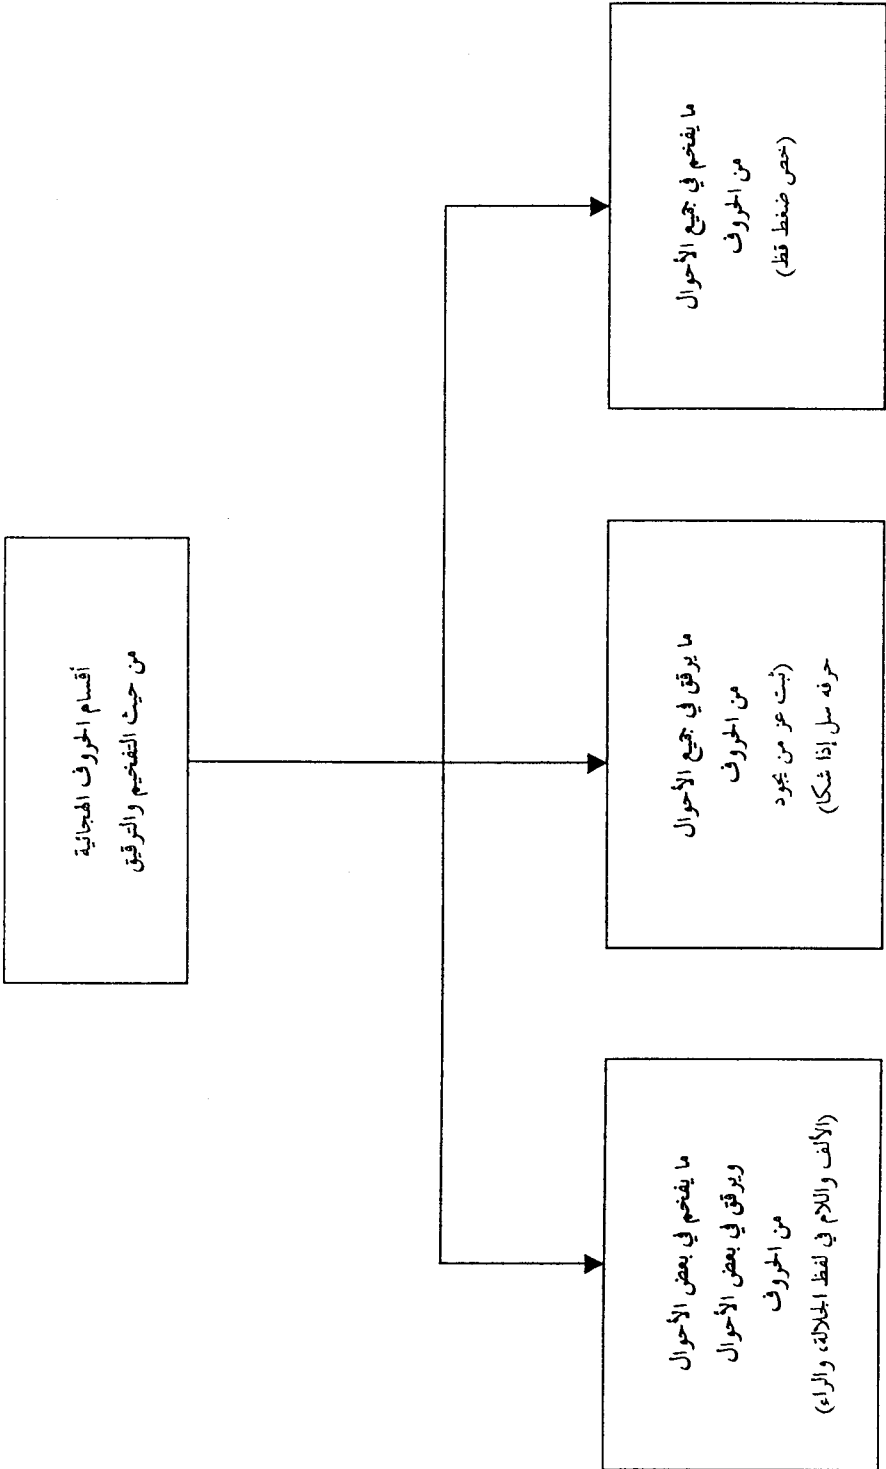 أقسام الحروف الهجائية
من حيث التفخيم والترقيق
ما يفخم في جميع الأحوال
من الحروف
(خص ضغط قظ)
ما يرقق في جميع الأحوال
من الحروف
(ثبت عز من يجود
حرفه سل إذا شكا)
ما يفخم في بعض الأحوال
ويرقق في بعض الأحوال
من الحروف
(الألف واللام في لفظ الجلالة، والراء)